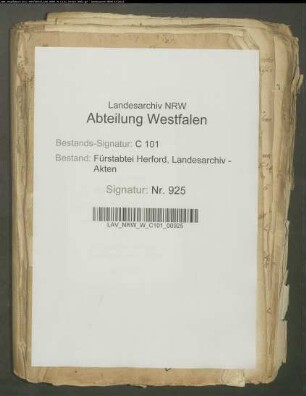 Landesarchiv NRW
Abteilung Westfalen
Bestands-Signatur: C 101
Bestand: Fürstabtei Herford, Landesarchiv -
Akten
Signatur: Nr. 925
LAV_NRW_W_C101_00925